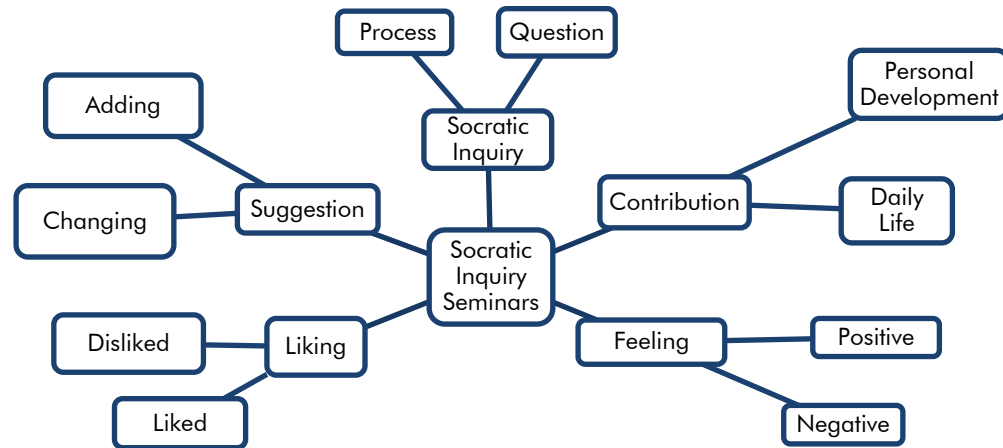 Process
Question
Personal
Development
Adding
Socratic
Inquiry
Contribution
Daily
Life
Changing
Suggestion
Socratic
Inquiry
Seminars
Disliked
Liking
Feeling
Positive
Liked
Negative